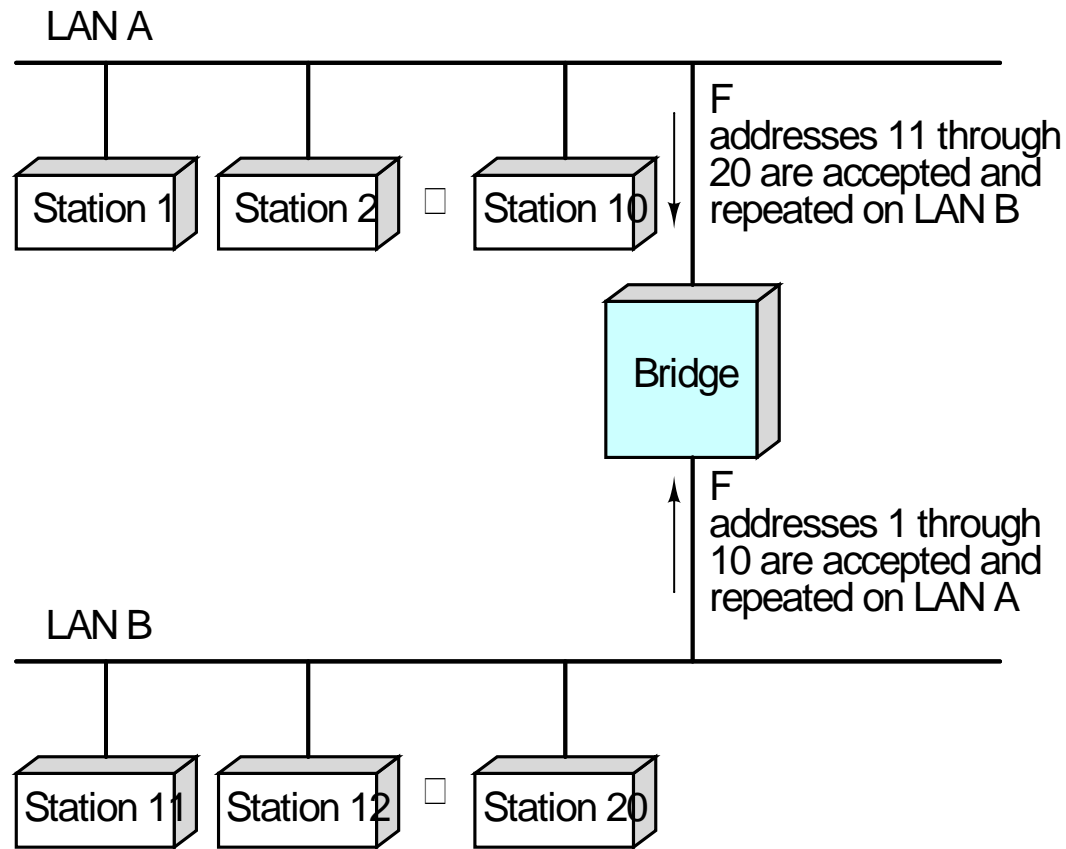 LAN A
Station 1
Station 2
□
Station 10
F
addresses 11 through
20 are accepted and
repeated on LAN B
Bridge
F
addresses 1 through
10 are accepted and
repeated on LAN A
LAN B
Station 11
Station 12
□
Station 20